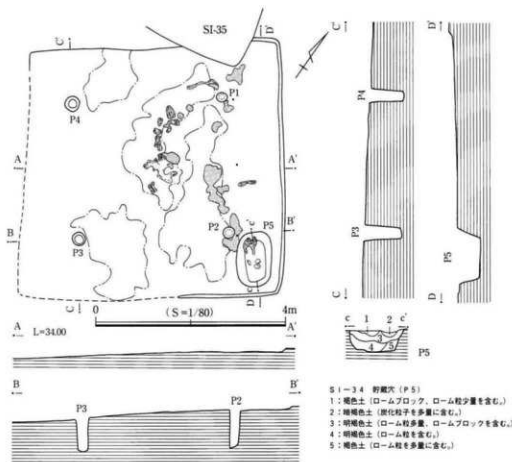 SI-35
C'
D'
P1
P4
A
A'
B
B'
P2
P5
P3
c'
c
C
D
0 (S=1/80) 4m
A L=34.00 A'
B B'
P3 P2
C' D'
P4
P3
P5
C D
c 1 2 c'
3
4 5
P5
SI-34 貯蔵穴(P5)
1:褐色土(ロームブロック、ローム粒少量を含む。)
2:暗褐色土(炭化粒子を多量に含む。)
3:明褐色土(ローム粒多量、ロームブロックを含む。)
4:明褐色土(ローム粒を含む。)
5:褐色土(ローム粒を多量に含む。)